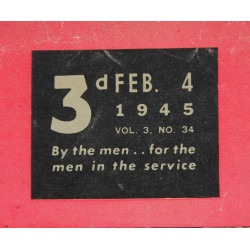 3d FEB. 4
1945
VOL. 3, NO. 34
By the men . . for the
men in the service